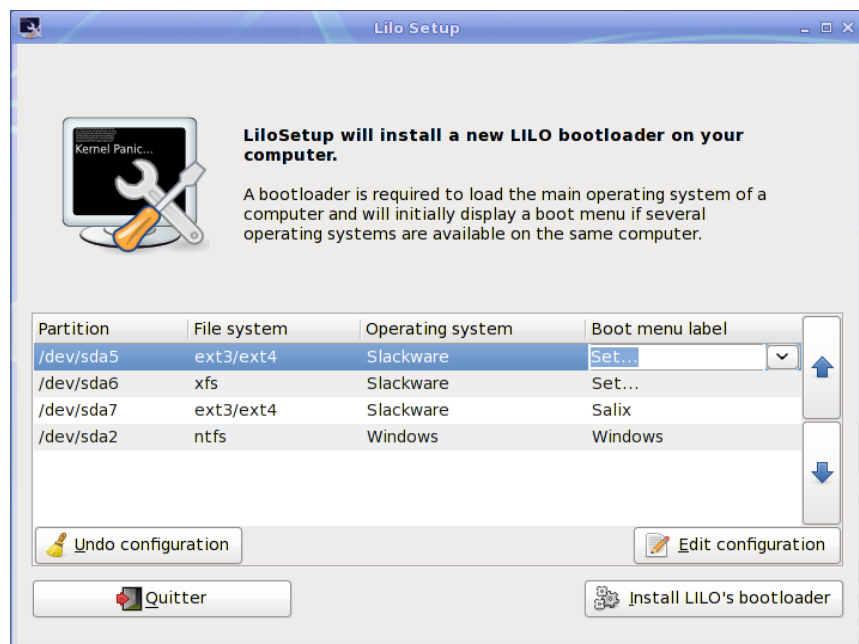 Lilo Setup
Kernel Panic...
LiloSetup will install a new LILO bootloader on your
computer.
A bootloader is required to load the main operating system of a
computer and will initially display a boot menu if several
operating systems are available on the same computer.
Partition File system Operating system Boot menu label
/dev/sda5 ext3/ext4 Slackware Set...
/dev/sda6 xfs Slackware Set...
/dev/sda7 ext3/ext4 Slackware Salix
/dev/sda2 ntfs Windows Windows
Undo configuration Edit configuration
Quitter Install LILO's bootloader